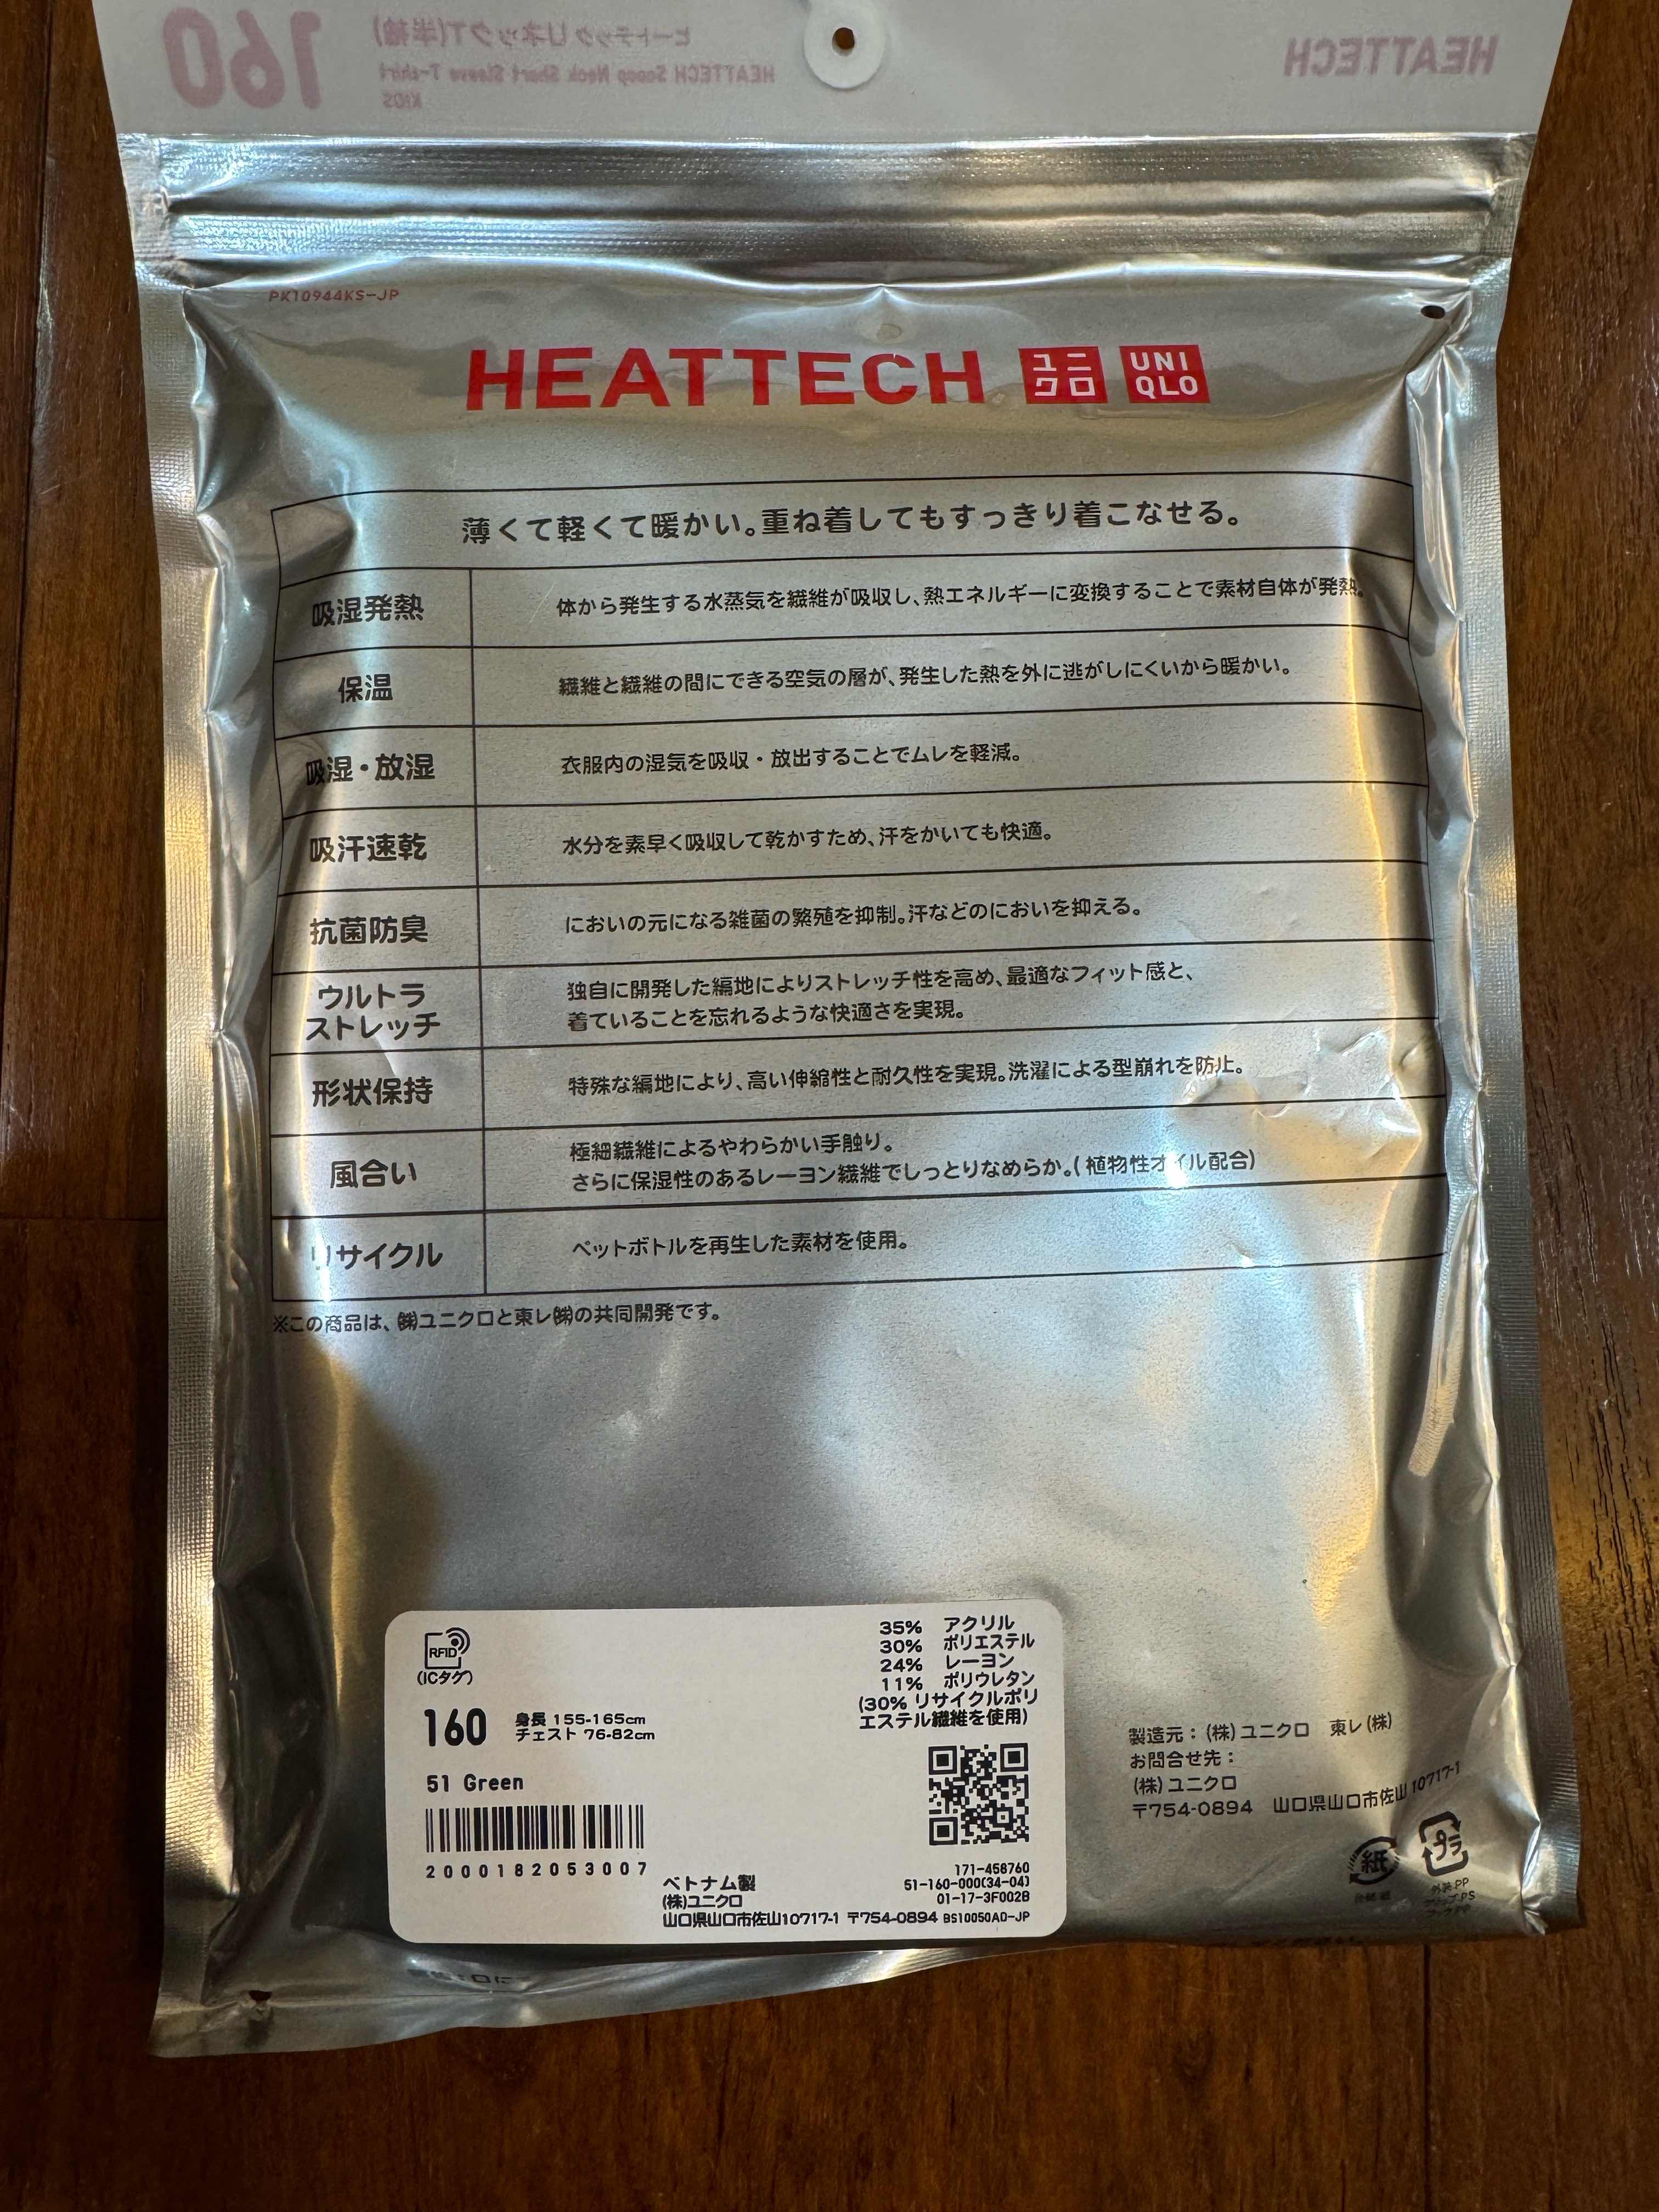 160
ヒートテックUネックT(半袖)
HEATTECH Scoop Neck Short Sleeve T-shirt
KIDS
HEATTECH
PK10944KS-JP
HEATTECH ユニクロ UNIQLO
薄くて軽くて暖かい。重ね着してもすっきり着こなせる。
吸湿発熱 体から発生する水蒸気を繊維が吸収し、熱エネルギーに変換することで素材自体が発熱。
保温 繊維と繊維の間にできる空気の層が、発生した熱を外に逃がしにくいから暖かい。
吸湿・放湿 衣服内の湿気を吸収・放出することでムレを軽減。
吸汗速乾 水分を素早く吸収して乾かすため、汗をかいても快適。
抗菌防臭 においの元になる雑菌の繁殖を抑制。汗などのにおいを抑える。
ウルトラ
ストレッチ
独自に開発した編地によりストレッチ性を高め、最適なフィット感と、
着ていることを忘れるような快適さを実現。
形状保持 特殊な編地により、高い伸縮性と耐久性を実現。洗濯による型崩れを防止。
風合い
極細繊維によるやわらかい手触り。
さらに保湿性のあるレーヨン繊維でしっとりなめらか。(植物性オイル配合)
リサイクル ペットボトルを再生した素材を使用。
※この商品は、㈱ユニクロと東レ㈱の共同開発です。
RFID
(ICタグ)
160 身長 155-165cm
チェスト 76-82cm
51 Green
2000182053007
35% アクリル
30% ポリエステル
24% レーヨン
11% ポリウレタン
(30% リサイクルポリ
エステル繊維を使用)
171-458760
51-160-000(34-04)
01-17-3F002B
ベトナム製
(株)ユニクロ
山口県山口市佐山10717-1 〒754-0894 BS10050AD-JP
製造元：(株)ユニクロ 東レ(株)
お問合せ先：
(株)ユニクロ
〒754-0894 山口県山口市佐山10717-1
紙
プラ
外装:PP